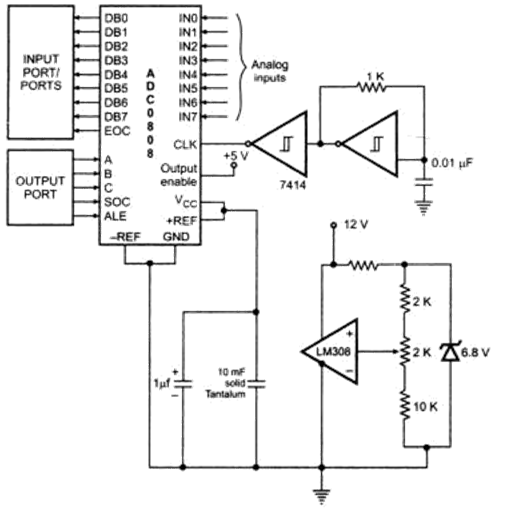 INPUT
PORT/
PORTS
DB0
DB1
DB2
DB3
DB4
DB5
DB6
DB7
EOC
ADC0808
IN0
IN1
IN2
IN3
IN4
IN5
IN6
IN7
Analog
inputs
CLK
+5 V
Output
enable
VCC
+REF
–REF
GND
OUTPUT
PORT
A
B
C
SOC
ALE
7414
1 K
0.01 µF
12 V
2 K
2 K
10 K
6.8 V
LM308
+
–
+
1µf
–
10 mF
solid
Tantalum